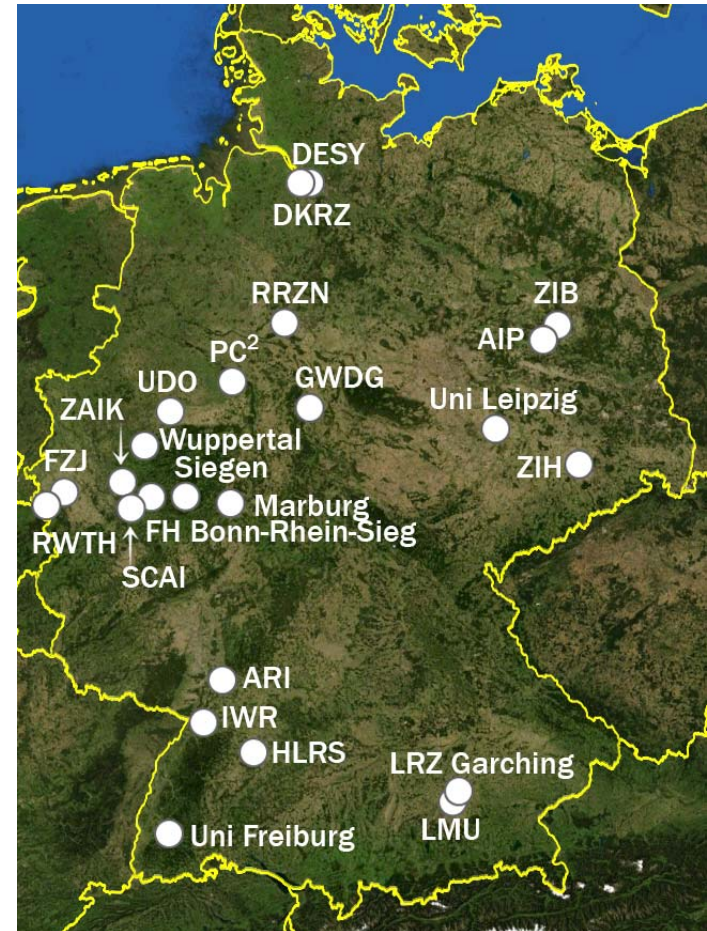 DESY
DKRZ
RRZN
ZIB
AIP
PC²
UDO
GWDG
ZAIK
Uni Leipzig
Wuppertal
FZJ
Siegen
ZIH
Marburg
RWTH
FH Bonn-Rhein-Sieg
SCAI
ARI
IWR
HLRS
LRZ Garching
LMU
Uni Freiburg